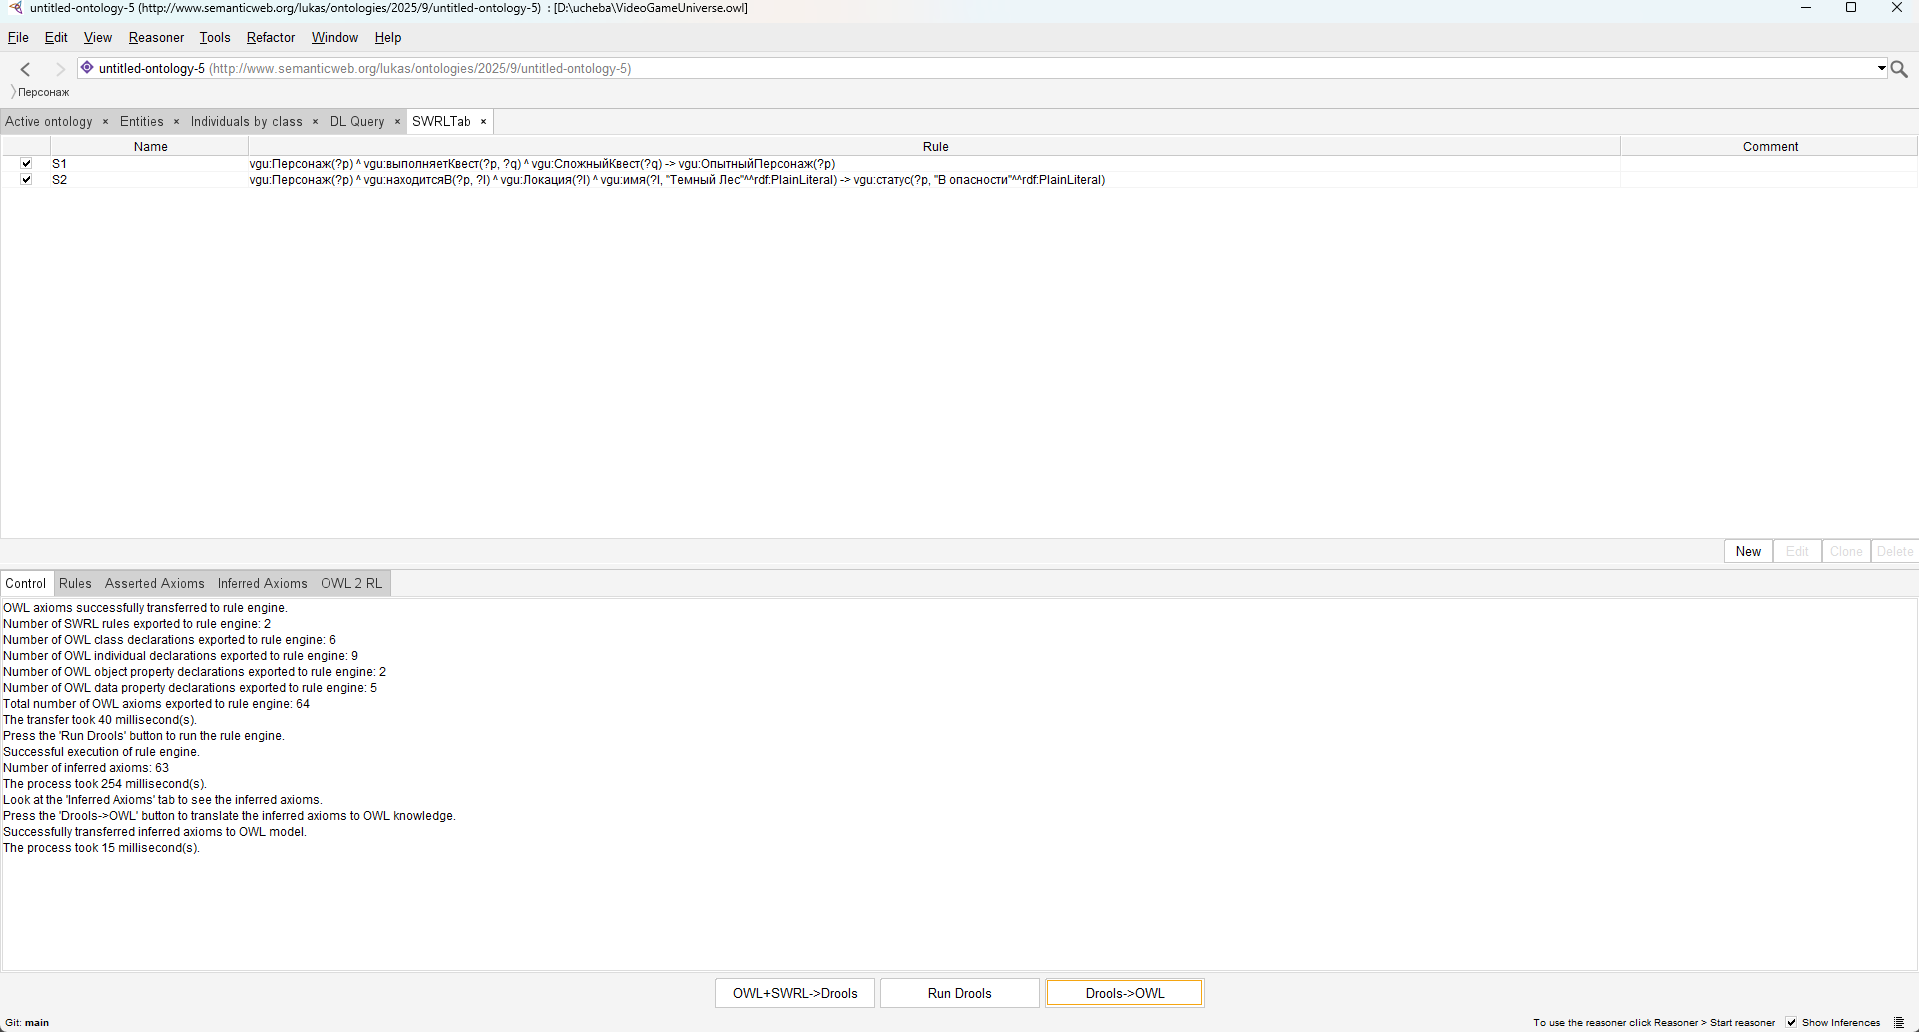 untitled-ontology-5 (http://www.semanticweb.org/lukas/ontologies/2025/9/untitled-ontology-5) : [D:\ucheba\VideoGameUniverse.owl]
File Edit View Reasoner Tools Refactor Window Help
untitled-ontology-5 (http://www.semanticweb.org/lukas/ontologies/2025/9/untitled-ontology-5)
Персонаж
Active ontology × Entities × Individuals by class × DL Query × SWRLTab ×
Name Rule Comment
S1 vgu:Персонаж(?p) ^ vgu:выполняетКвест(?p, ?q) ^ vgu:СложныйКвест(?q) -> vgu:ОпытныйПерсонаж(?p)
S2 vgu:Персонаж(?p) ^ vgu:находитсяВ(?p, ?l) ^ vgu:Локация(?l) ^ vgu:имя(?l, "Темный Лес"^^rdf:PlainLiteral) -> vgu:статус(?p, "В опасности"^^rdf:PlainLiteral)
New Edit Clone Delete
Control Rules Asserted Axioms Inferred Axioms OWL 2 RL
OWL axioms successfully transferred to rule engine.
Number of SWRL rules exported to rule engine: 2
Number of OWL class declarations exported to rule engine: 6
Number of OWL individual declarations exported to rule engine: 9
Number of OWL object property declarations exported to rule engine: 2
Number of OWL data property declarations exported to rule engine: 5
Total number of OWL axioms exported to rule engine: 64
The transfer took 40 millisecond(s).
Press the 'Run Drools' button to run the rule engine.
Successful execution of rule engine.
Number of inferred axioms: 63
The process took 254 millisecond(s).
Look at the 'Inferred Axioms' tab to see the inferred axioms.
Press the 'Drools->OWL' button to translate the inferred axioms to OWL knowledge.
Successfully transferred inferred axioms to OWL model.
The process took 15 millisecond(s).
OWL+SWRL->Drools Run Drools Drools->OWL
Git: main To use the reasoner click Reasoner > Start reasoner Show Inferences